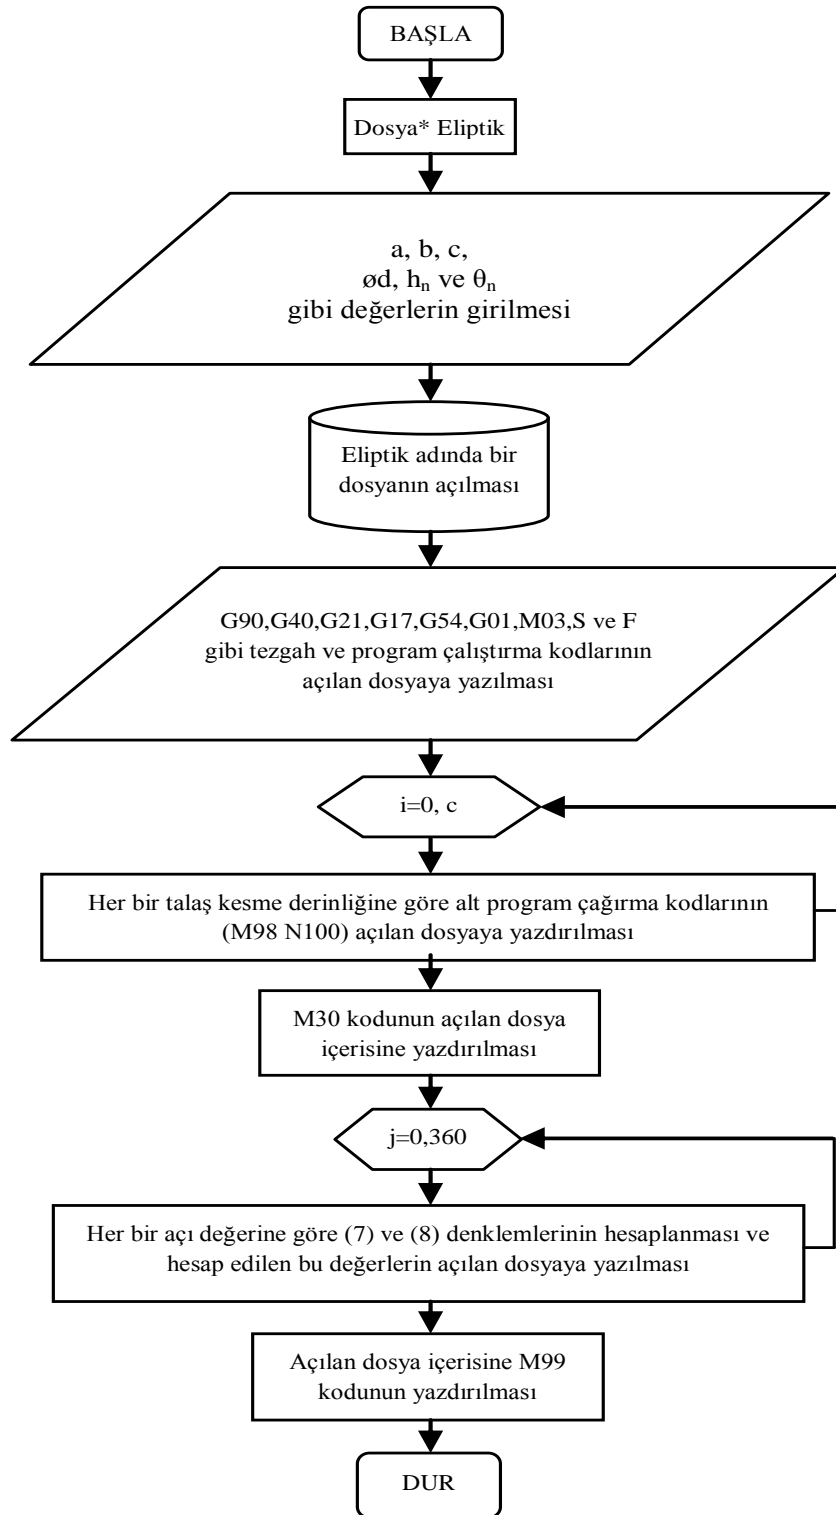 BAŞLA
Dosya* Eliptik
a, b, c,
ød, hₙ ve θₙ
gibi değerlerin girilmesi
Eliptik adında bir
dosyanın açılması
G90,G40,G21,G17,G54,G01,M03,S ve F
gibi tezgah ve program çalıştırma kodlarının
açılan dosyaya yazılması
i=0, c
Her bir talaş kesme derinliğine göre alt program çağırma kodlarının
(M98 N100) açılan dosyaya yazdırılması
M30 kodunun açılan dosya
içerisine yazdırılması
j=0,360
Her bir açı değerine göre (7) ve (8) denklemlerinin hesaplanması ve
hesap edilen bu değerlerin açılan dosyaya yazılması
Açılan dosya içerisine M99
kodunun yazdırılması
DUR